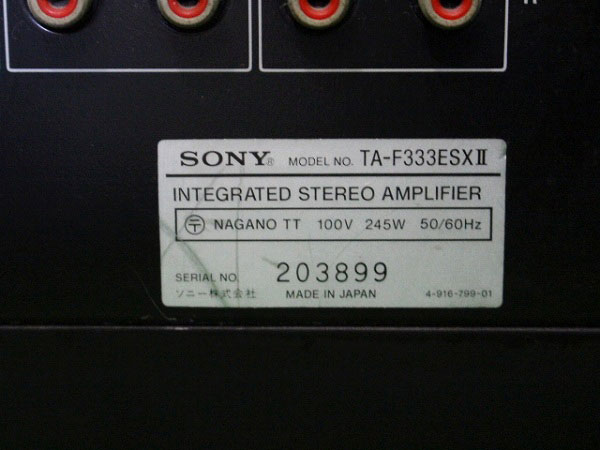 R
SONY® MODEL NO. TA-F333ESXII
INTEGRATED STEREO AMPLIFIER
〒 NAGANO TT 100V 245W 50/60Hz
SERIAL NO. 203899
ソニー株式会社 MADE IN JAPAN 4-916-799-01